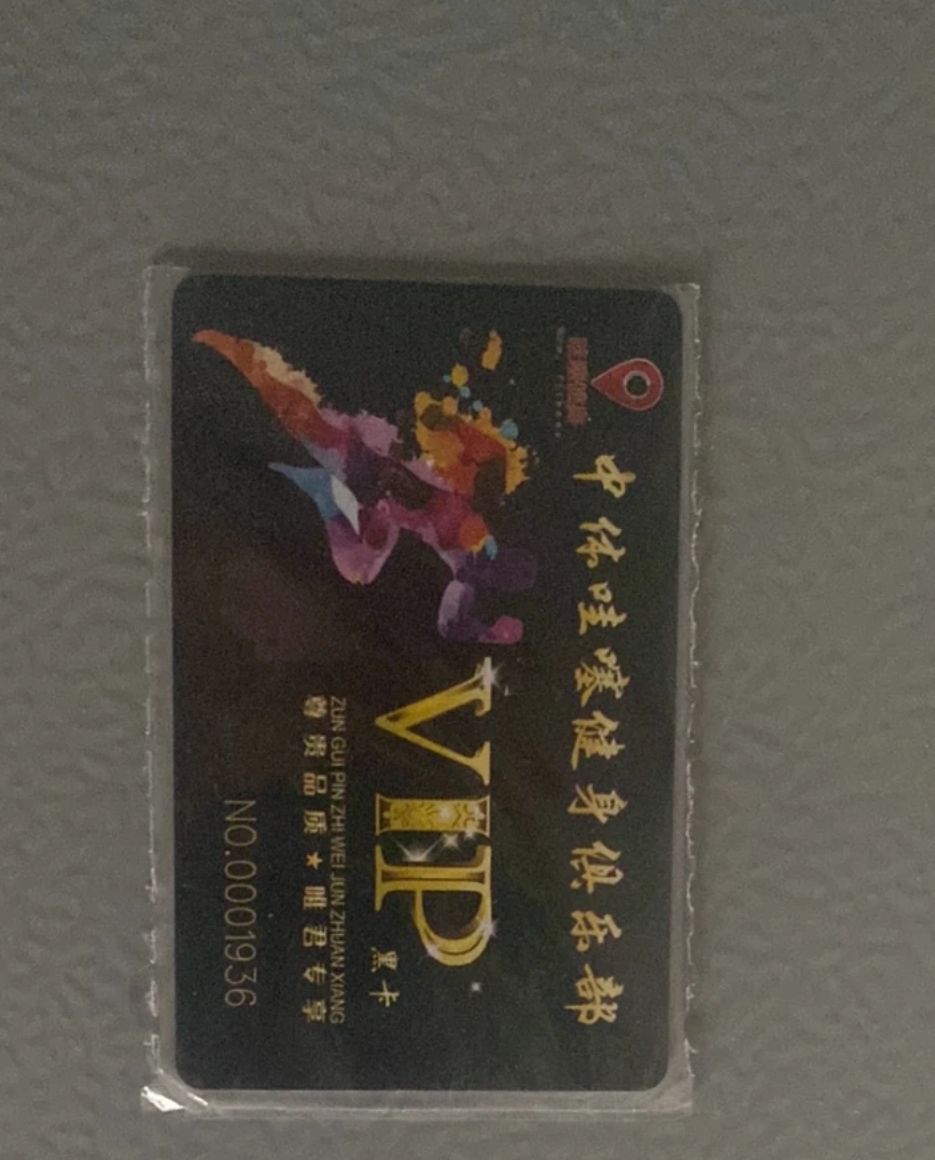 中体哇噻健身俱乐部
VIP
黑卡
ZUN GUI PIN ZHI WEI JUN ZHUAN XIANG
尊贵品质★唯君专享
NO.0001936